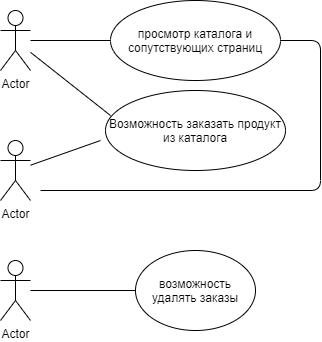 просмотр каталога и
сопутствующих страниц
Actor
Возможность заказать продукт
из каталога
Actor
возможность
удалять заказы
Actor